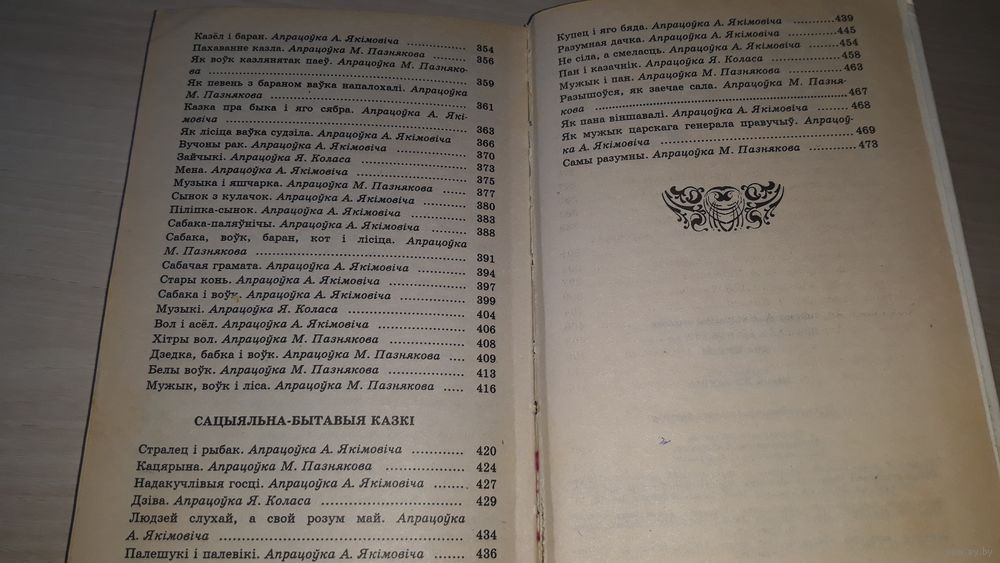 Казёл і баран. Апрацоўка А. Якімовіча .................. 354
Пахаванне казла. Апрацоўка М. Пазнякова .............. 356
Як воўк казлянятак паеў. Апрацоўка М. Пазняко-
ва .................. 359
Як певень з бараном ваўка напалохалі. Апрацоўка
М. Пазнякова .................. 361
Казка пра быка і яго сябра. Апрацоўка А. Які-
мовіча .................. 363
Як лісіца ваўка судзіла. Апрацоўка А. Якімовіча 366
Вучоны рак. Апрацоўка А. Якімовіча .................. 370
Зайчыкі. Апрацоўка Я. Коласа .................. 373
Мена. Апрацоўка А. Якімовіча .................. 375
Музыка і яшчарка. Апрацоўка М. Пазнякова ........ 377
Сынок з кулачок. Апрацоўка А. Якімовіча ............ 380
Піліпка-сынок. Апрацоўка А. Якімовіча .............. 383
Сабака-паляўнічы. Апрацоўка А. Якімовіча .......... 388
Сабака, воўк, баран, кот і лісіца. Апрацоўка
М. Пазнякова .................. 391
Сабачая грамата. Апрацоўка А. Якімовіча ............ 394
Стары конь. Апрацоўка А. Якімовіча .................. 397
Сабака і воўк. Апрацоўка А. Якімовіча .............. 399
Музыкі. Апрацоўка Я. Коласа .................. 404
Вол і асёл. Апрацоўка А. Якімовіча .................. 406
Хітры вол. Апрацоўка М. Пазнякова .................. 408
Дзедка, бабка і воўк. Апрацоўка М. Пазнякова .... 409
Белы воўк. Апрацоўка М. Пазнякова .................. 413
Мужык, воўк і ліса. Апрацоўка М. Пазнякова ..... 416
САЦЫЯЛЬНА-БЫТАВЫЯ КАЗКІ
Стралец і рыбак. Апрацоўка А. Якімовіча ............ 420
Кацярына. Апрацоўка М. Пазнякова .................. 424
Надакучлівыя госці. Апрацоўка А. Якімовіча ........ 427
Дзіва. Апрацоўка Я. Коласа .................. 429
Людзей слухай, а свой розум май. Апрацоўка
А. Якімовіча .................. 434
Палешукі і палевікі. Апрацоўка А. Якімовіча ........ 436
Купец і яго бяда. Апрацоўка А. Якімовіча .......... 439
Разумная дачка. Апрацоўка А. Якімовіча ............ 445
Не сіла, а смеласць. Апрацоўка А. Якімовіча ........ 454
Пан і казачнік. Апрацоўка Я. Коласа .................. 458
Мужык і пан. Апрацоўка М. Пазнякова .............. 463
Разышоўся, як заечае сала. Апрацоўка М. Пазня-
кова .................. 467
Як пана віншавалі. Апрацоўка А. Якімовіча ........ 468
Як мужык царскага генерала правучыў. Апрацоў-
ка А. Якімовіча .................. 469
Самы разумны. Апрацоўка М. Пазнякова ............ 473